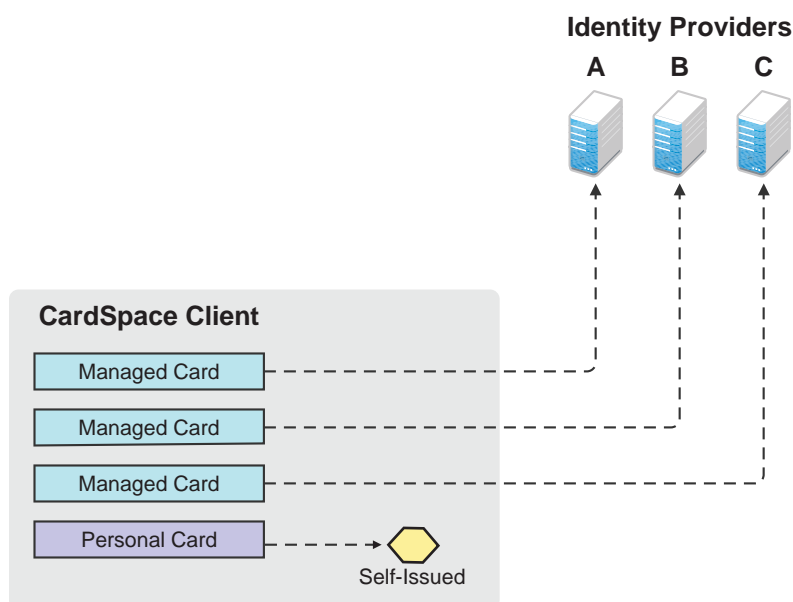 Identity Providers
A B C
CardSpace Client
Managed Card
Managed Card
Managed Card
Personal Card
Self-Issued